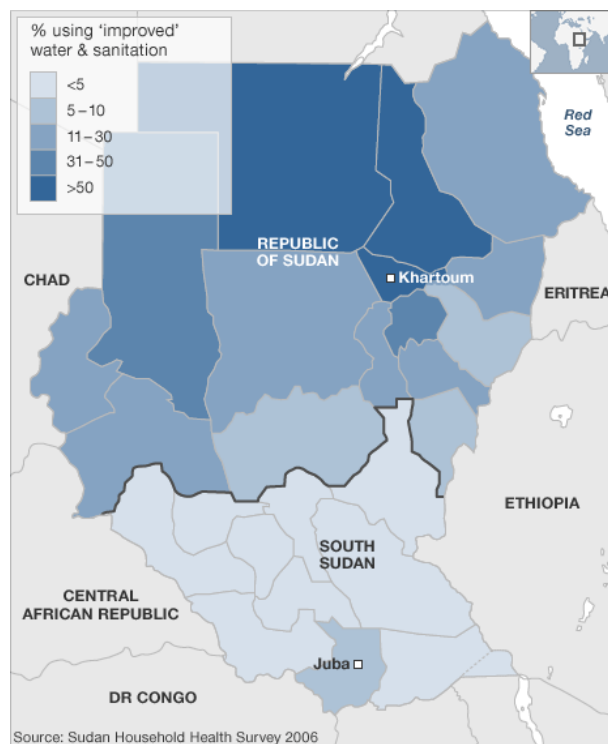 % using ‘improved’
water & sanitation
<5
5–10
11–30
31–50
>50
Red
Sea
REPUBLIC
OF SUDAN
CHAD
Khartoum
ERITREA
ETHIOPIA
SOUTH
SUDAN
CENTRAL
AFRICAN REPUBLIC
Juba
DR CONGO
Source: Sudan Household Health Survey 2006